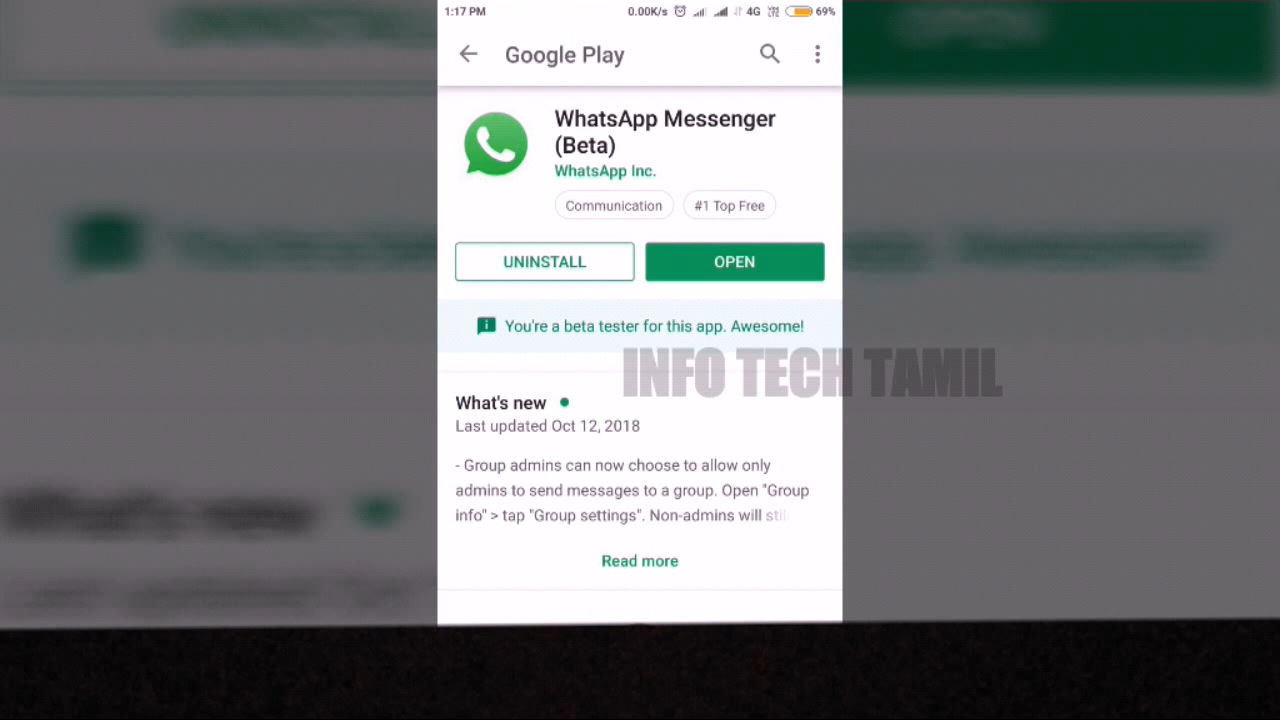 1:17 PM 0.00K/s 4G 69%
Google Play
WhatsApp Messenger
(Beta)
WhatsApp Inc.
Communication #1 Top Free
UNINSTALL OPEN
You're a beta tester for this app. Awesome!
INFO TECH TAMIL
What's new
Last updated Oct 12, 2018
- Group admins can now choose to allow only
admins to send messages to a group. Open "Group
info" > tap "Group settings". Non-admins will
Read more